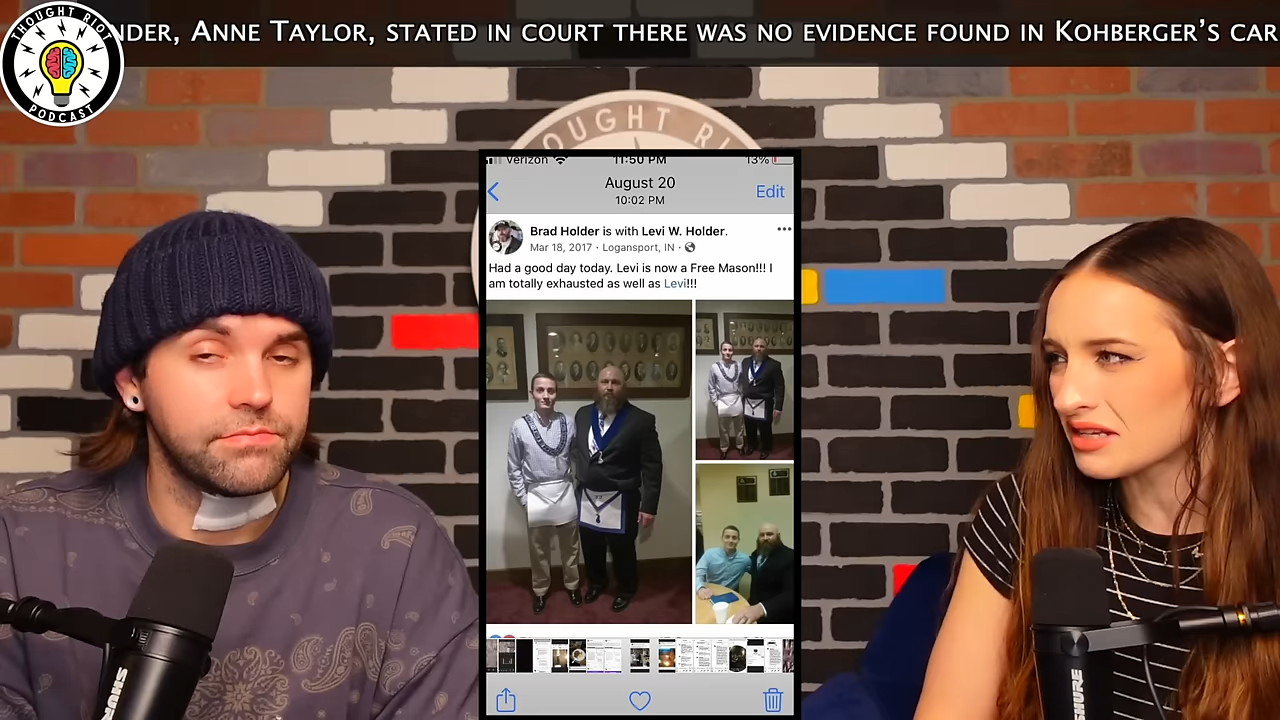 NDER, ANNE TAYLOR, STATED IN COURT THERE WAS NO EVIDENCE FOUND IN KOHBERGER'S CAR
THOUGHT RIOT
PODCAST
OUGHT RI
Verizon 11:50 PM 13%
August 20
Edit
10:02 PM
Brad Holder is with Levi W. Holder.
Mar 18, 2017 · Logansport, IN ·
Had a good day today. Levi is now a Free Mason!!! I
am totally exhausted as well as Levi!!!
SHURE
SHURE